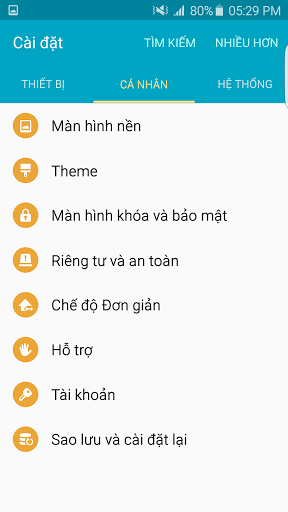 80% 05:29 PM
Cài đặt TÌM KIẾM NHIỀU HƠN
THIẾT BỊ CÁ NHÂN HỆ THỐNG
Màn hình nền
Theme
Màn hình khóa và bảo mật
Riêng tư và an toàn
Chế độ Đơn giản
Hỗ trợ
Tài khoản
Sao lưu và cài đặt lại